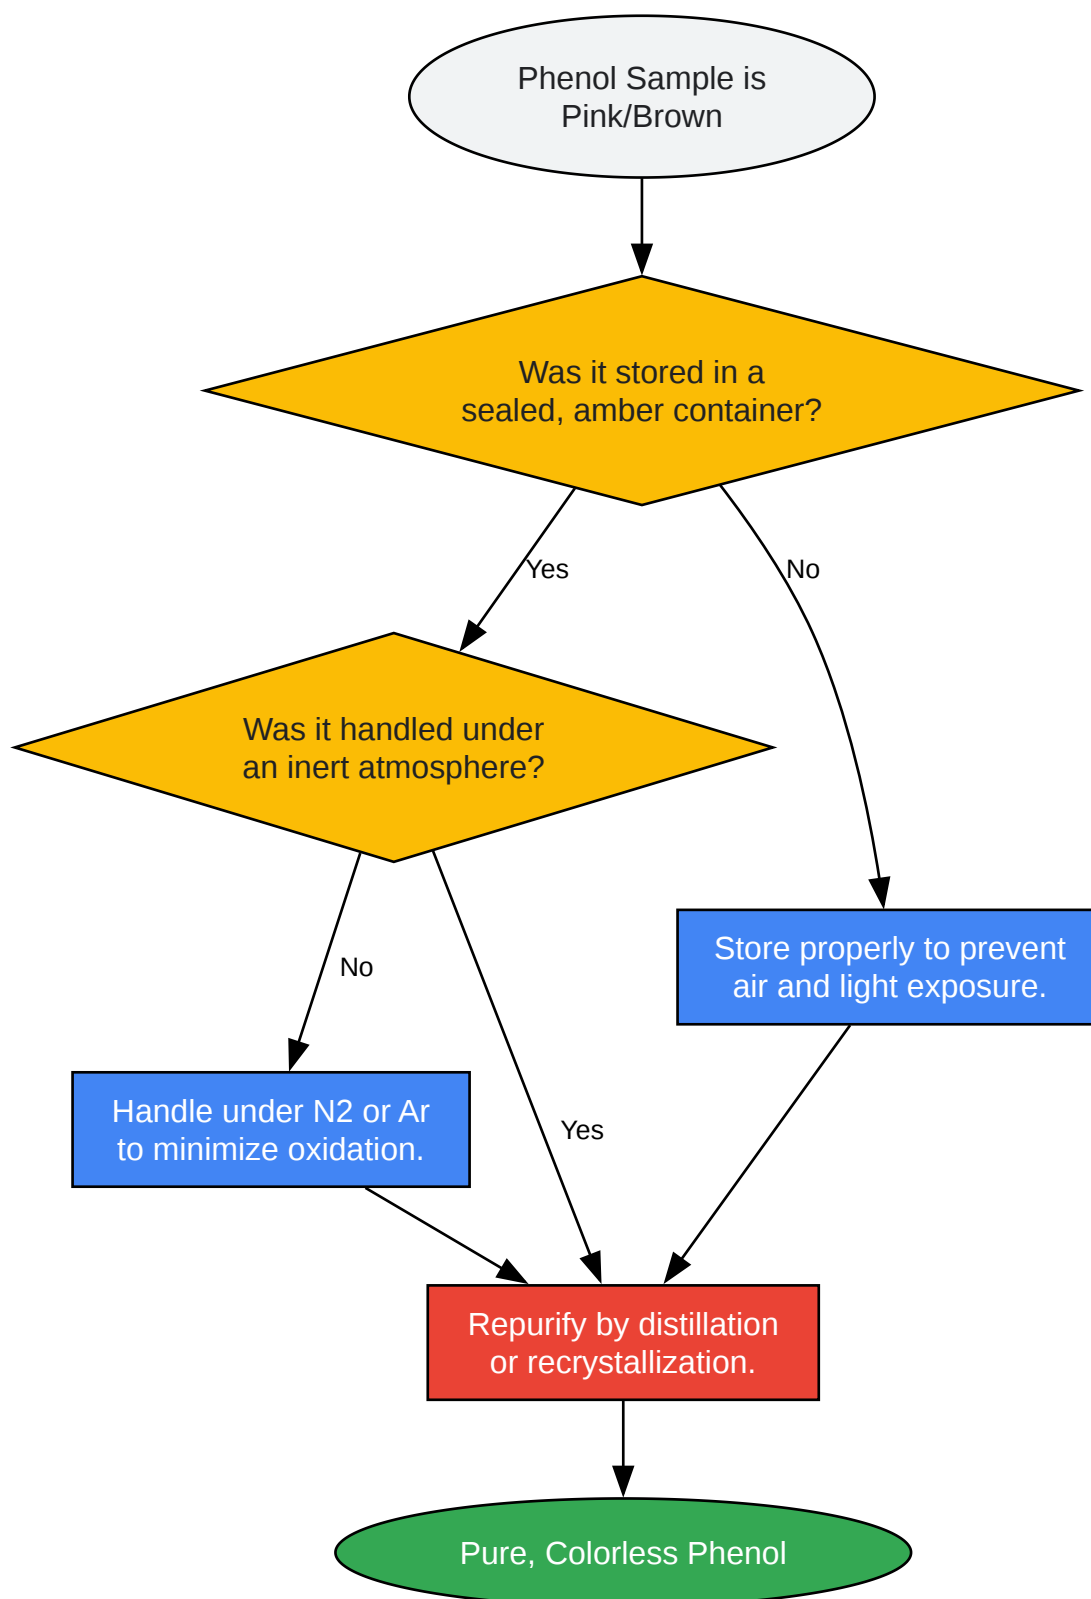 Phenol Sample is
Pink/Brown
Was it stored in a
sealed, amber container?
Yes
No
Was it handled under
an inert atmosphere?
Store properly to prevent
air and light exposure.
No
Handle under N2 or Ar
to minimize oxidation.
Yes
Repurify by distillation
or recrystallization.
Pure, Colorless Phenol